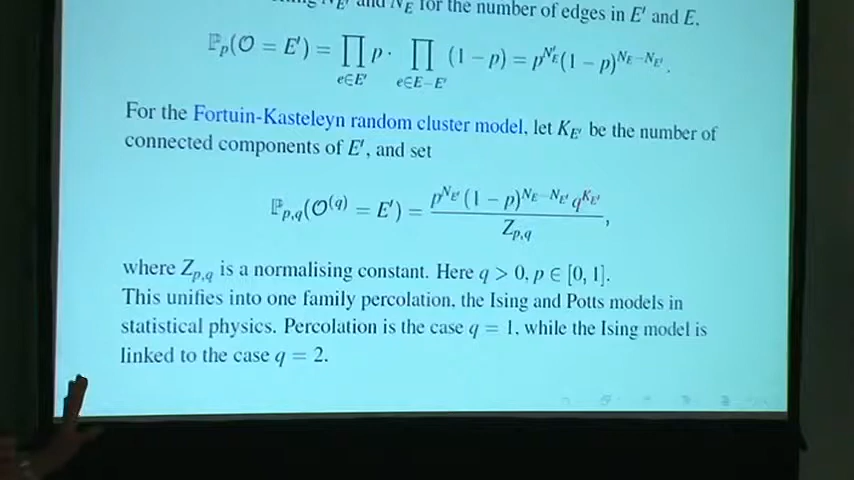 and N_E for the number of edges in E′ and E.
ℙ_p(𝒪 = E′) = ∏_{e∈E′} p · ∏_{e∈E−E′} (1 − p) = p^{N′_E}(1 − p)^{N_E−N_{E′}}.
For the Fortuin-Kasteleyn random cluster model, let K_{E′} be the number of
connected components of E′, and set
ℙ_{p,q}(𝒪^{(q)} = E′) = p^{N_{E′}}(1 − p)^{N_E−N_{E′}} q^{K_{E′}} / Z_{p,q},
where Z_{p,q} is a normalising constant. Here q > 0, p ∈ [0, 1].
This unifies into one family percolation, the Ising and Potts models in
statistical physics. Percolation is the case q = 1, while the Ising model is
linked to the case q = 2.